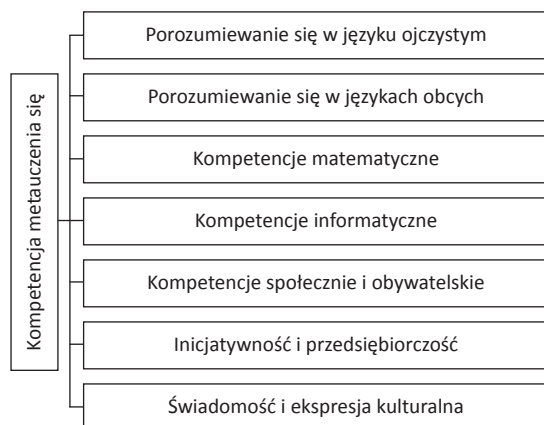 Kompetencja metauczenia się
Porozumiewanie się w języku ojczystym
Porozumiewanie się w językach obcych
Kompetencje matematyczne
Kompetencje informatyczne
Kompetencje społecznie i obywatelskie
Inicjatywność i przedsiębiorczość
Świadomość i ekspresja kulturalna